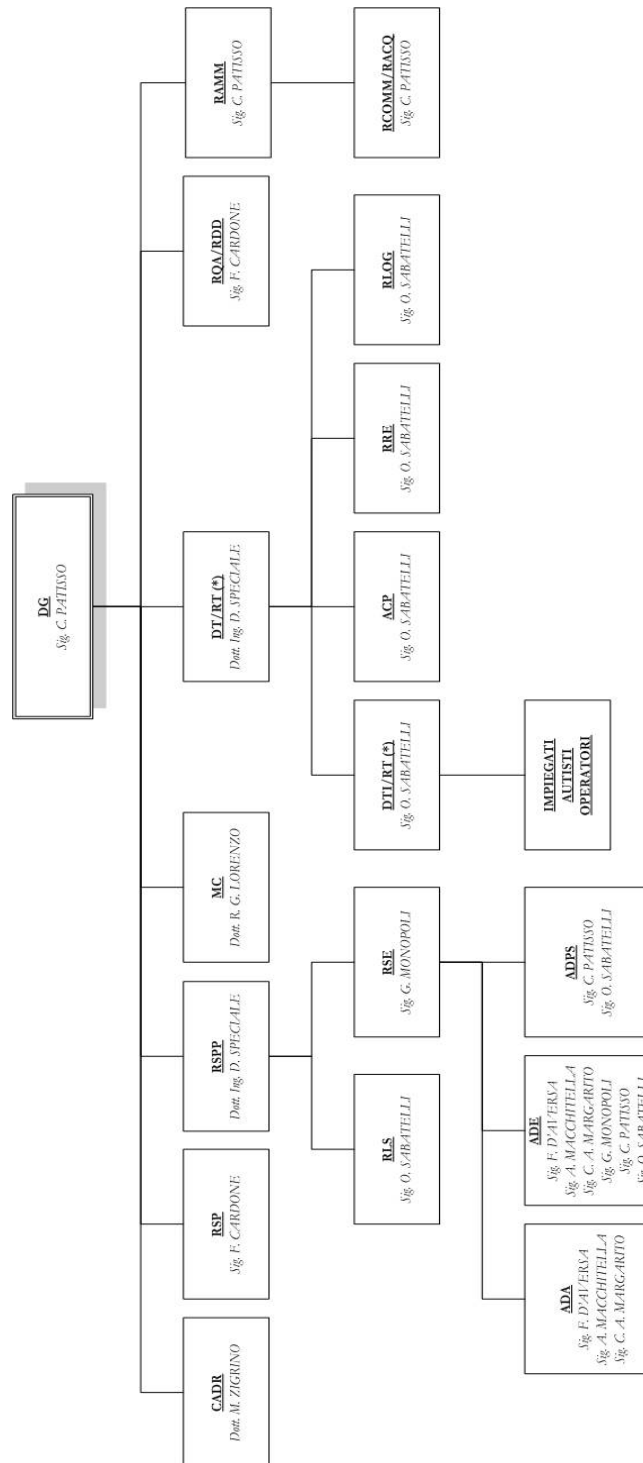 DG
Sig. C. PATISSO
CADR
Dott. M. ZIGRINO
RSP
Sig. F. CARDONE
RSPP
Dott. Ing. D. SPECIALE
MC
Dott. R. G. LORENZO
DT/RT (*)
Dott. Ing. D. SPECIALE
RQA/RDD
Sig. F. CARDONE
RAMM
Sig. C. PATISSO
RLS
Sig. O. SABATELLI
RSE
Sig. G. MONOPOLI
DTI/RT (*)
Sig. O. SABATELLI
ACP
Sig. O. SABATELLI
RRE
Sig. O. SABATELLI
RLOG
Sig. O. SABATELLI
RCOMM/RACQ
Sig. C. PATISSO
ADA
Sig. F. D'AVERSA
Sig. A. MACCHITELLA
Sig. C. A. MARGARITO
ADE
Sig. F. D'AVERSA
Sig. A. MACCHITELLA
Sig. C. A. MARGARITO
Sig. G. MONOPOLI
Sig. C. PATISSO
Sig. O. SABATELLI
ADPS
Sig. C. PATISSO
Sig. O. SABATELLI
IMPIEGATI
AUTISTI
OPERATORI